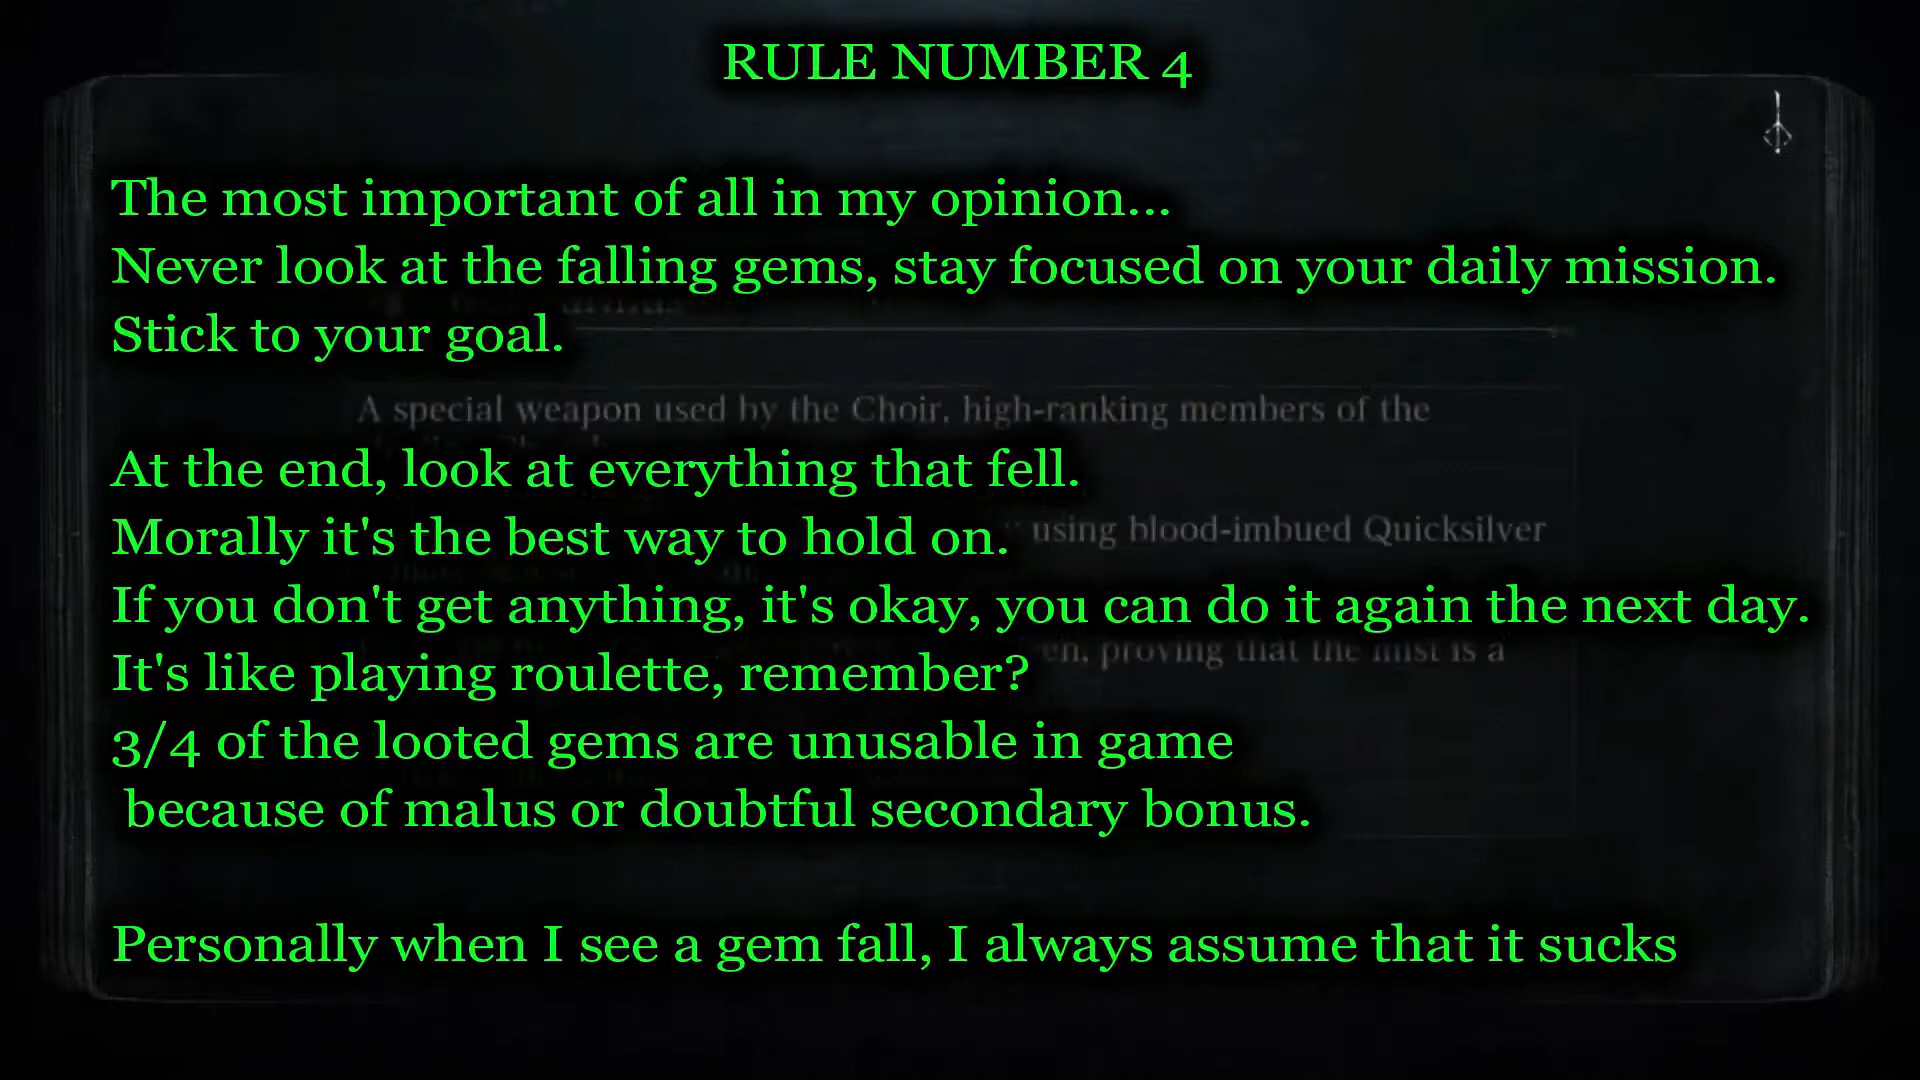 RULE NUMBER 4
The most important of all in my opinion...
Never look at the falling gems, stay focused on your daily mission.
Stick to your goal.
A special weapon used by the Choir, high-ranking members of the
At the end, look at everything that fell.
Morally it's the best way to hold on.
using blood-imbued Quicksilver
If you don't get anything, it's okay, you can do it again the next day.
proving that the mist is a
It's like playing roulette, remember?
3/4 of the looted gems are unusable in game
because of malus or doubtful secondary bonus.
Personally when I see a gem fall, I always assume that it sucks